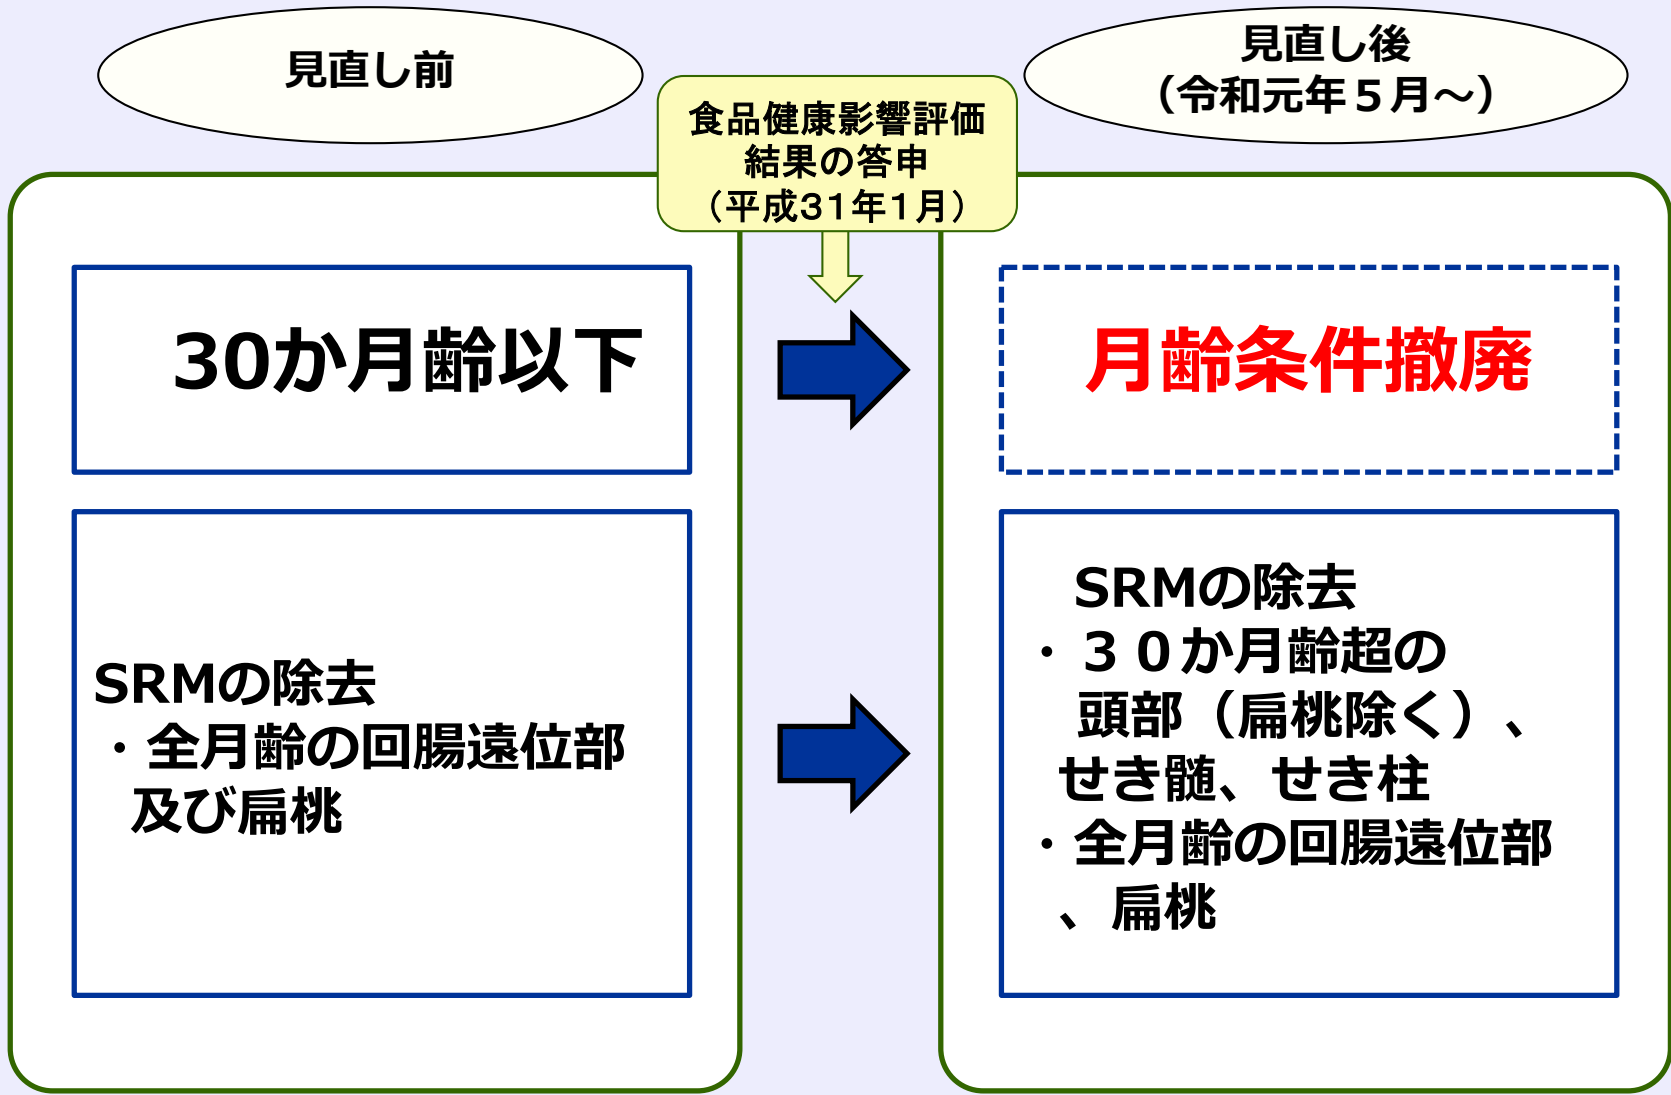 見直し前
食品健康影響評価
結果の答申
（平成31年1月）
見直し後
（令和元年５月～）
30か月齢以下
月齢条件撤廃
SRMの除去
・全月齢の回腸遠位部
及び扁桃
SRMの除去
・３０か月齢超の
頭部（扁桃除く）、
せき髄、せき柱
・全月齢の回腸遠位部
、扁桃